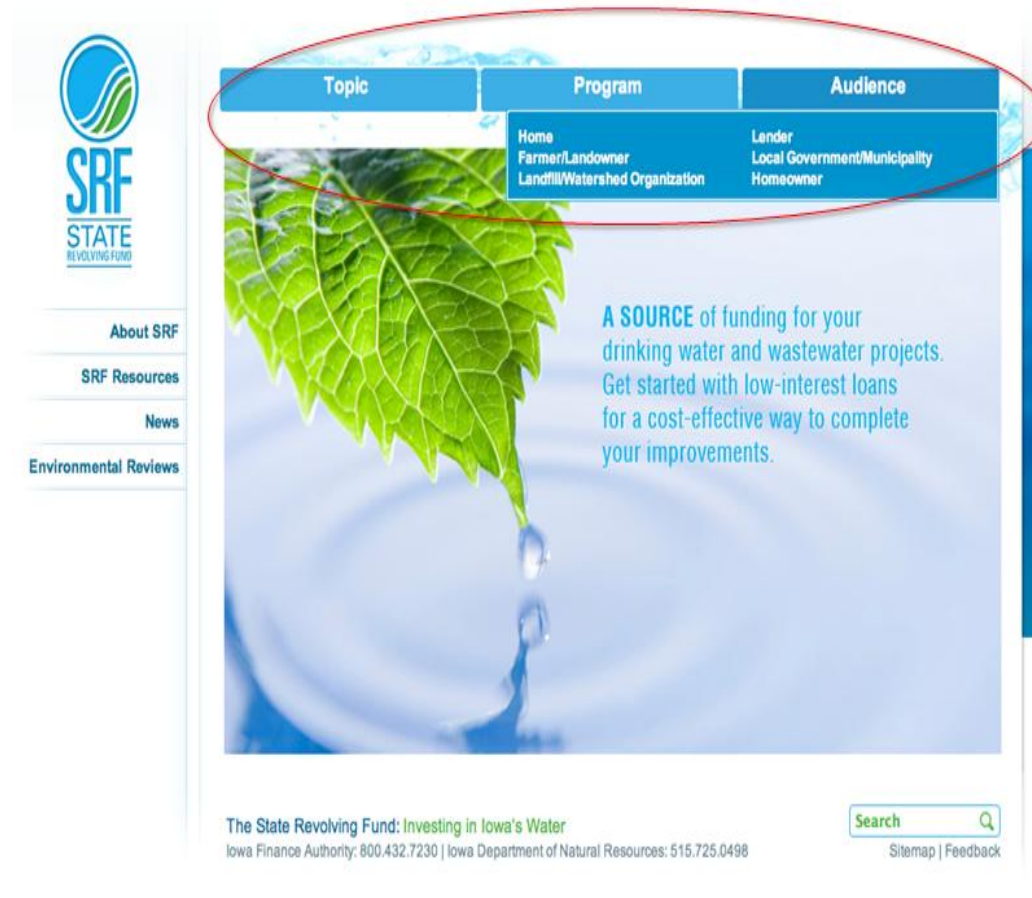 SRF
STATE
REVOLVING FUND
About SRF
SRF Resources
News
Environmental Reviews
Topic
Program
Audience
Home
Farmer/Landowner
Landfill/Watershed Organization
Lender
Local Government/Municipality
Homeowner
A SOURCE of funding for your
drinking water and wastewater projects.
Get started with low-interest loans
for a cost-effective way to complete
your improvements.
The State Revolving Fund: Investing in Iowa's Water
Iowa Finance Authority: 800.432.7230 | Iowa Department of Natural Resources: 515.725.0498
Search
Sitemap | Feedback